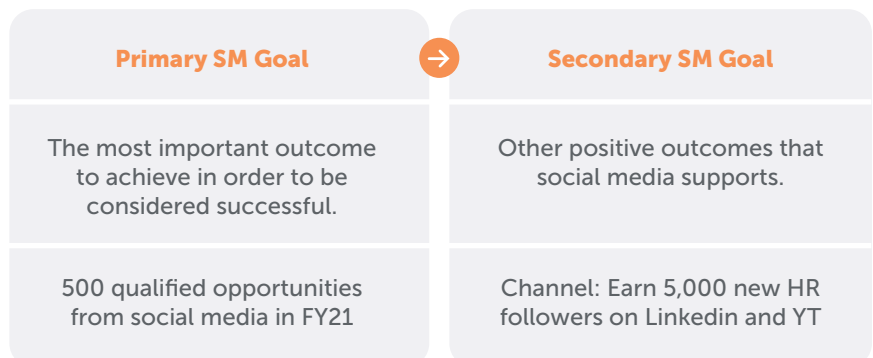 Primary SM Goal
Secondary SM Goal
The most important outcome
to achieve in order to be
considered successful.
Other positive outcomes that
social media supports.
500 qualified opportunities
from social media in FY21
Channel: Earn 5,000 new HR
followers on Linkedin and YT